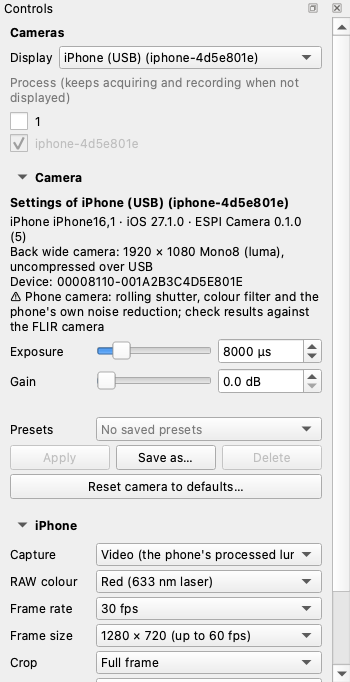 Controls
Cameras
Display iPhone (USB) (iphone-4d5e801e)
Process (keeps acquiring and recording when not
displayed)
1
iphone-4d5e801e
Camera
Settings of iPhone (USB) (iphone-4d5e801e)
iPhone iPhone16,1 · iOS 27.1.0 · ESPI Camera 0.1.0
(5)
Back wide camera: 1920 × 1080 Mono8 (luma),
uncompressed over USB
Device: 00008110-001A2B3C4D5E801E
⚠ Phone camera: rolling shutter, colour filter and the
phone's own noise reduction; check results against
the FLIR camera
Exposure 8000 µs
Gain 0.0 dB
Presets No saved presets
Apply Save as... Delete
Reset camera to defaults...
iPhone
Capture Video (the phone's processed lur
RAW colour Red (633 nm laser)
Frame rate 30 fps
Frame size 1280 × 720 (up to 60 fps)
Crop Full frame